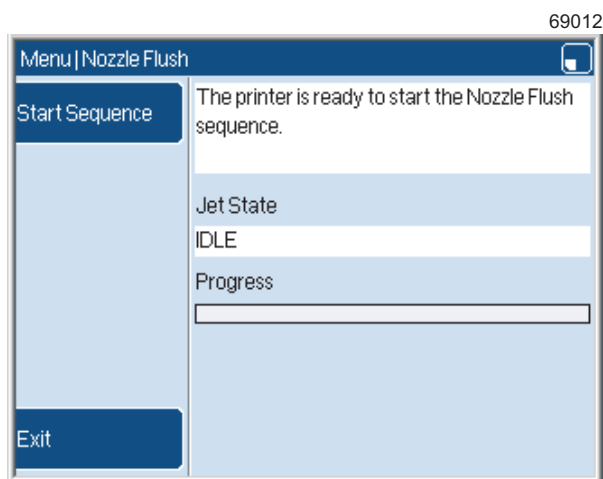 69012
Menu | Nozzle Flush
Start Sequence
The printer is ready to start the Nozzle Flush
sequence.
Jet State
IDLE
Progress
Exit